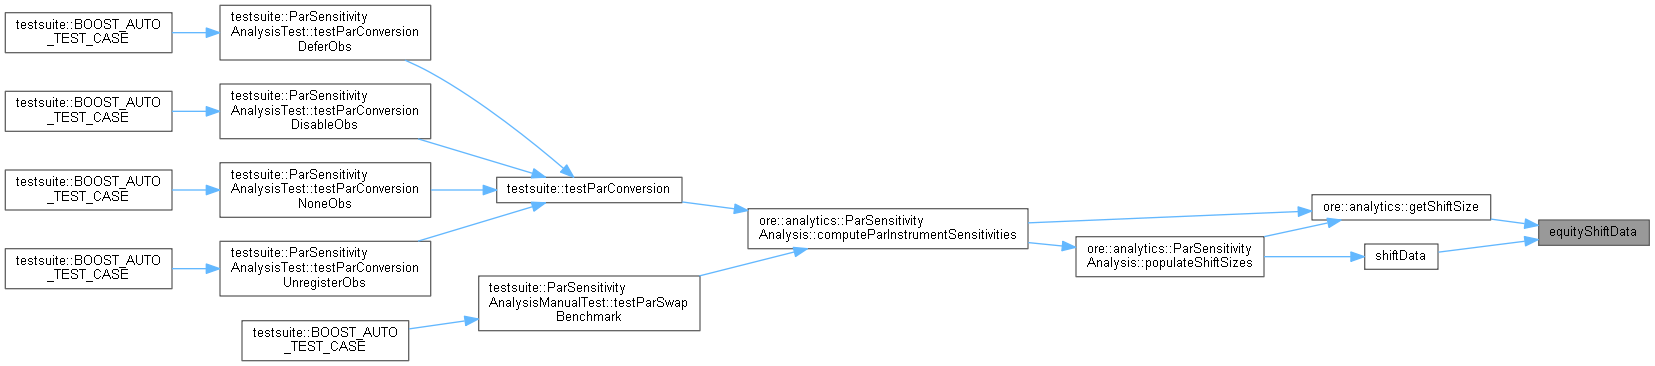 testsuite::BOOST_AUTO
_TEST_CASE
testsuite::ParSensitivity
AnalysisTest::testParConversion
DeferObs
testsuite::BOOST_AUTO
_TEST_CASE
testsuite::ParSensitivity
AnalysisTest::testParConversion
DisableObs
testsuite::BOOST_AUTO
_TEST_CASE
testsuite::ParSensitivity
AnalysisTest::testParConversion
NoneObs
testsuite::BOOST_AUTO
_TEST_CASE
testsuite::ParSensitivity
AnalysisTest::testParConversion
UnregisterObs
testsuite::BOOST_AUTO
_TEST_CASE
testsuite::ParSensitivity
AnalysisManualTest::testParSwap
Benchmark
testsuite::testParConversion
ore::analytics::ParSensitivity
Analysis::computeParInstrumentSensitivities
ore::analytics::ParSensitivity
Analysis::populateShiftSizes
ore::analytics::getShiftSize
shiftData
equityShiftData